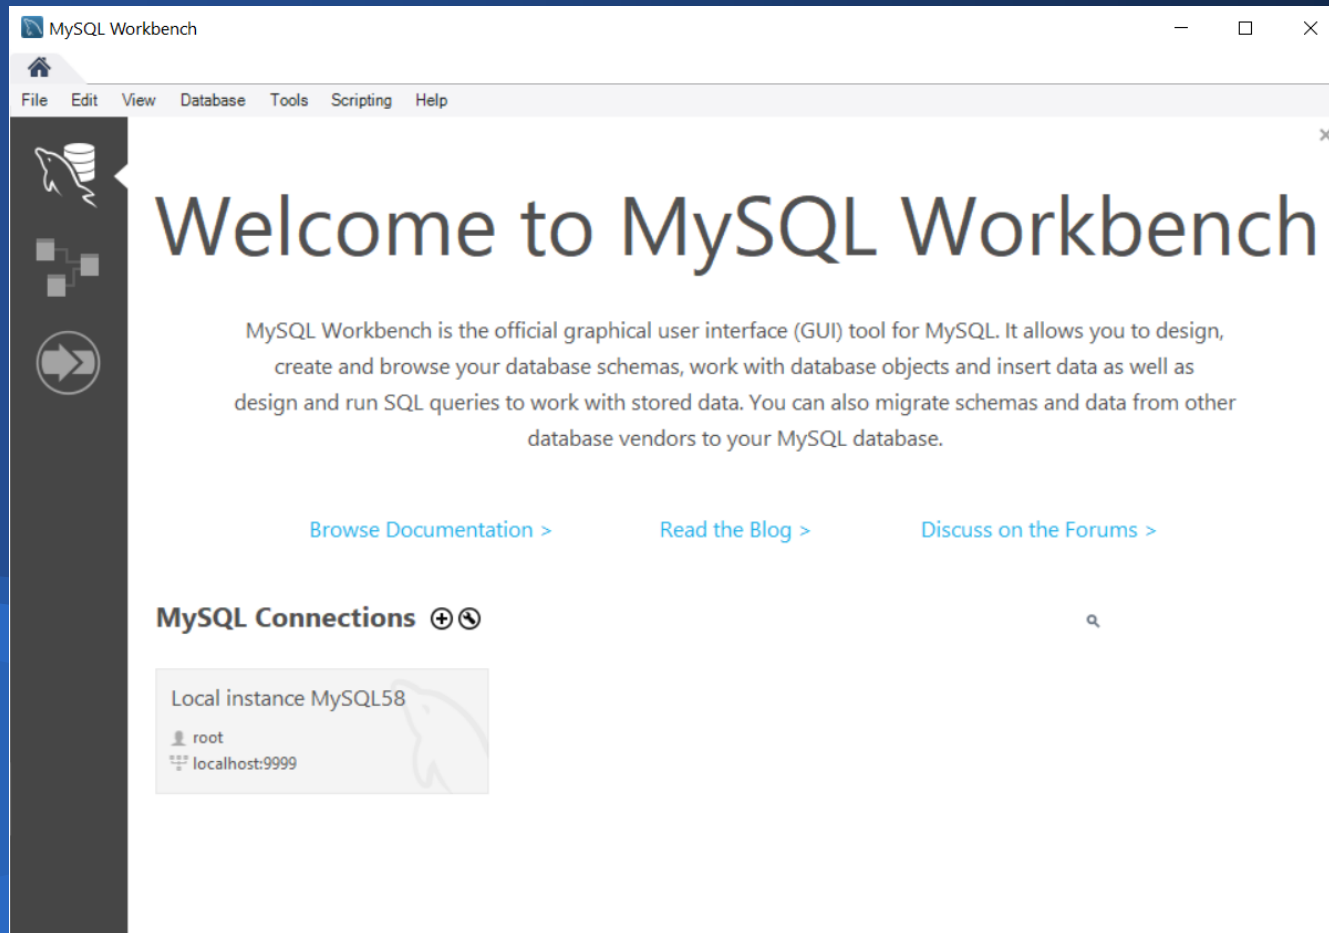 MySQL Workbench
File Edit View Database Tools Scripting Help
Welcome to MySQL Workbench
MySQL Workbench is the official graphical user interface (GUI) tool for MySQL. It allows you to design,
create and browse your database schemas, work with database objects and insert data as well as
design and run SQL queries to work with stored data. You can also migrate schemas and data from other
database vendors to your MySQL database.
Browse Documentation > Read the Blog > Discuss on the Forums >
MySQL Connections
Local instance MySQL58
root
localhost:9999